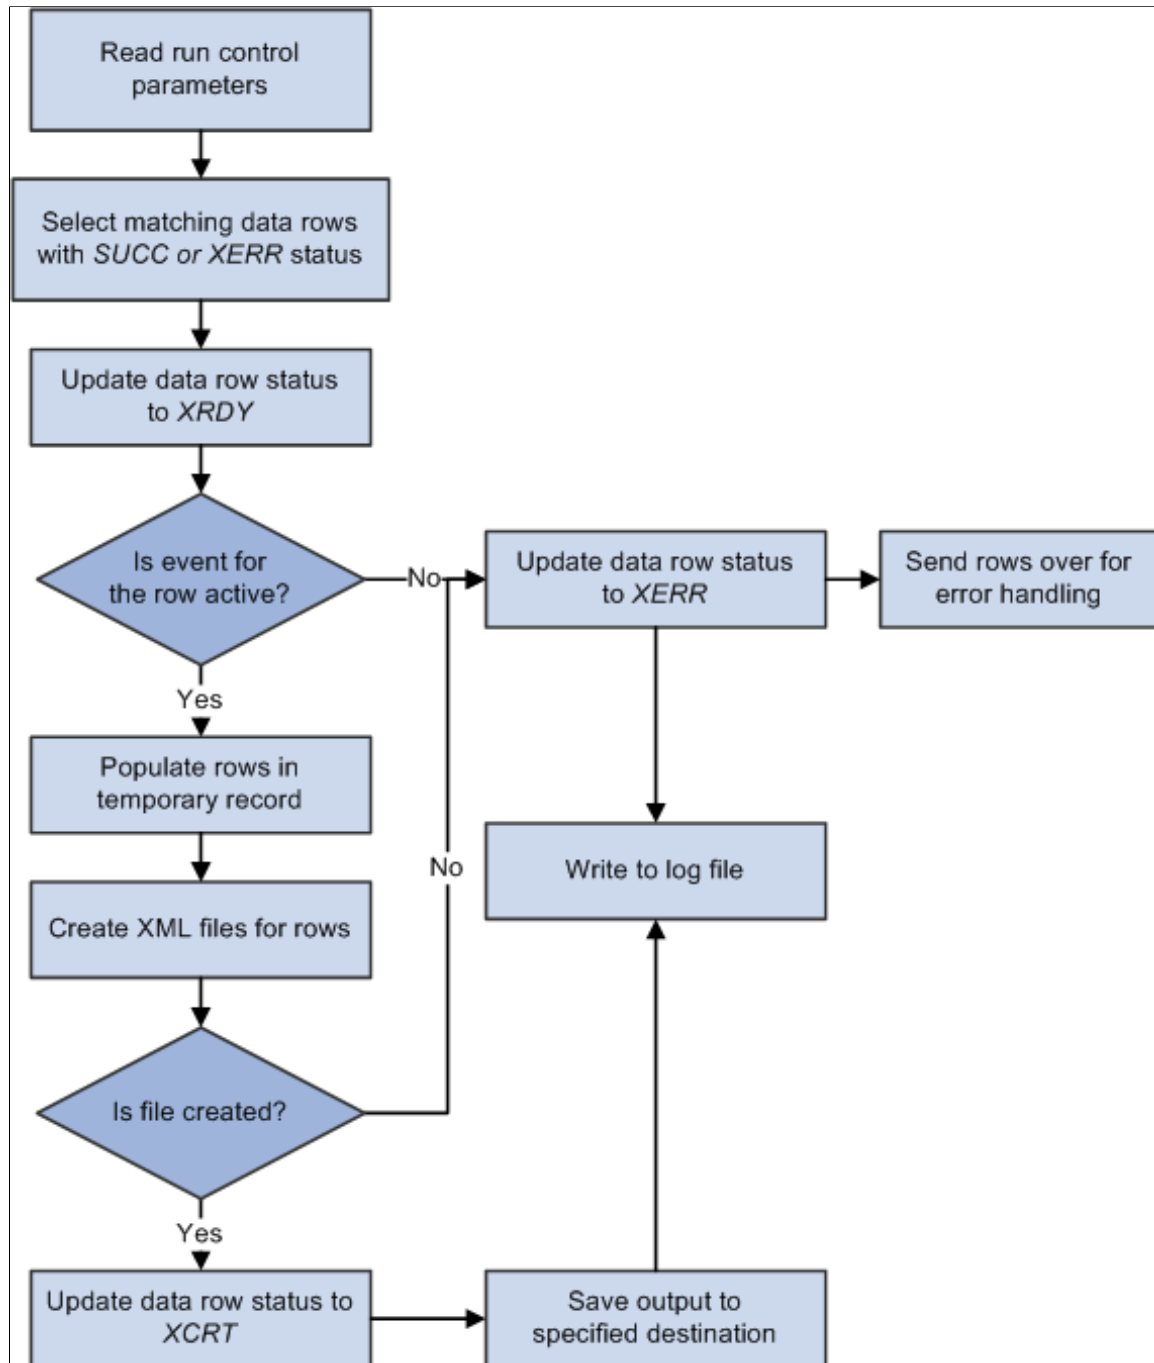 Read run control
parameters
Select matching data rows
with SUCC or XERR status
Update data row status
to XRDY
Is event for
the row active?
No
Update data row status
to XERR
Send rows over for
error handling
Yes
Populate rows in
temporary record
No
Write to log file
Create XML files for rows
Is file created?
Yes
Update data row status to
XCRT
Save output to
specified destination